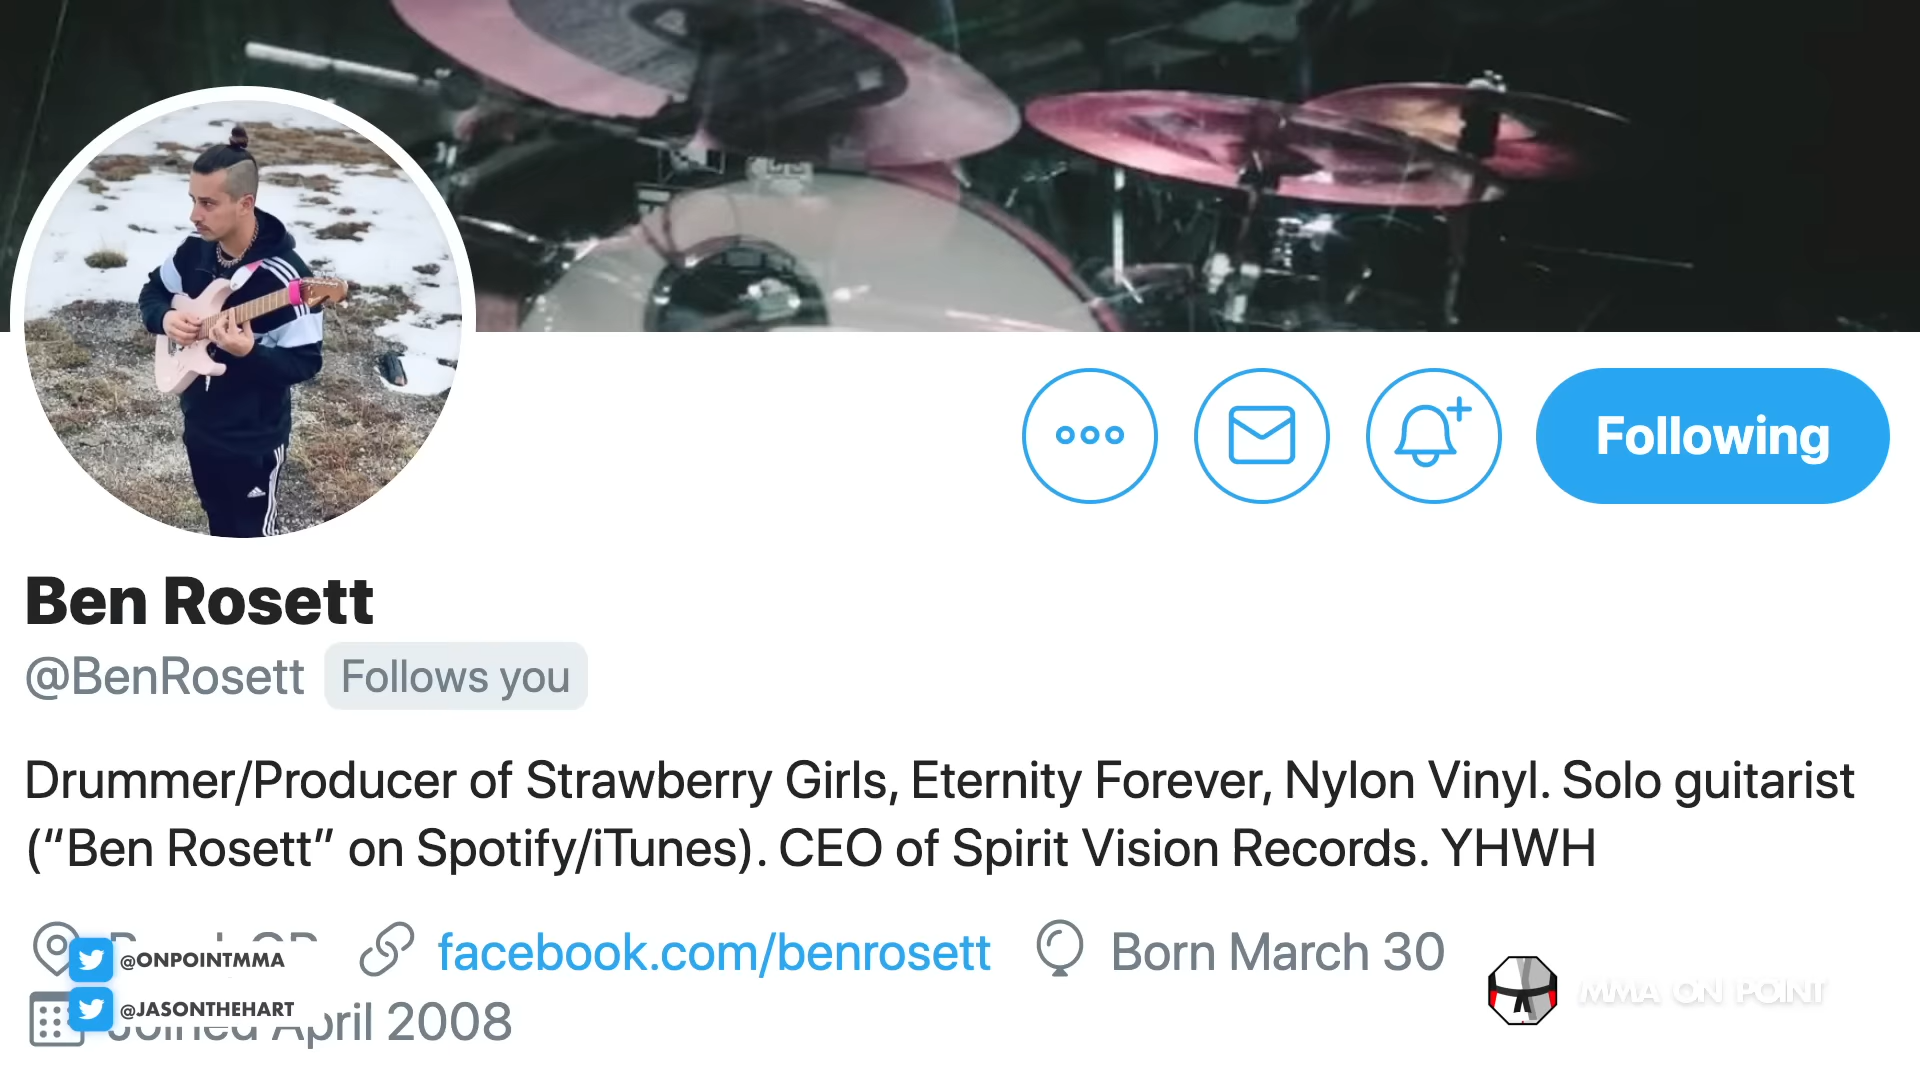 Following
Ben Rosett
@BenRosett Follows you
Drummer/Producer of Strawberry Girls, Eternity Forever, Nylon Vinyl. Solo guitarist
(“Ben Rosett” on Spotify/iTunes). CEO of Spirit Vision Records. YHWH
facebook.com/benrosett Born March 30
@ONPOINTMMA
Joined April 2008
@JASONTHEHART
MMA ON POINT